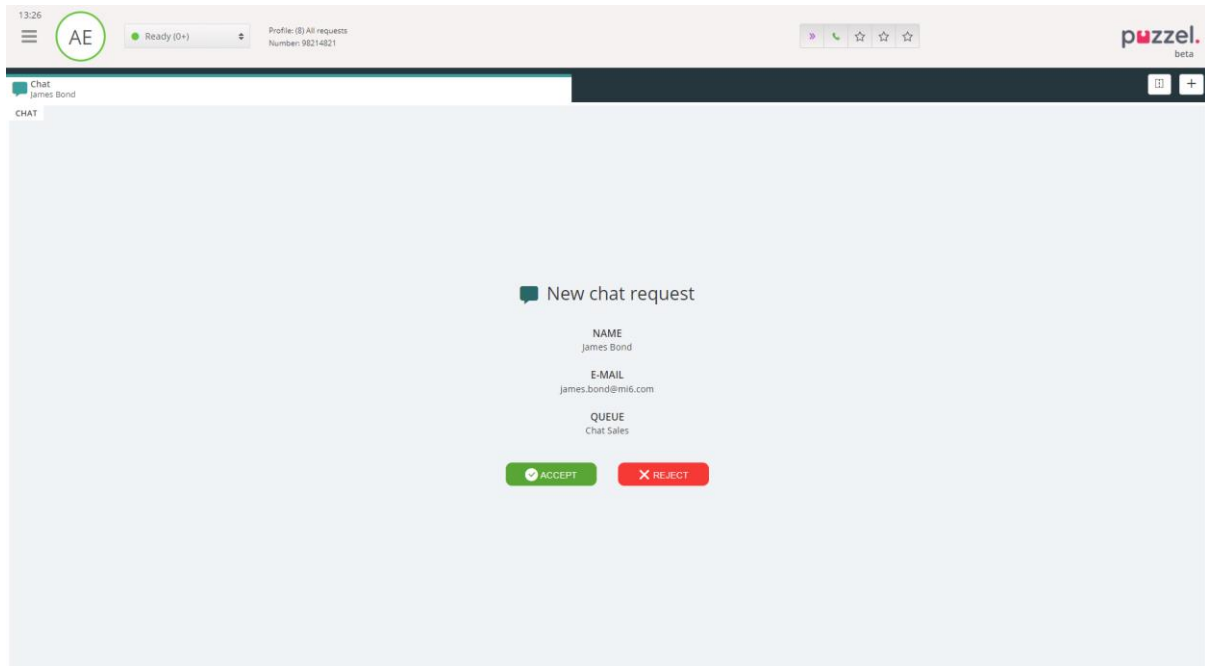 13:26
AE
Ready (0+)
Profile: (8) All requests
Number: 98214821
puzzel.
beta
Chat
James Bond
CHAT
New chat request
NAME
James Bond
E-MAIL
james.bond@mi6.com
QUEUE
Chat Sales
ACCEPT
REJECT